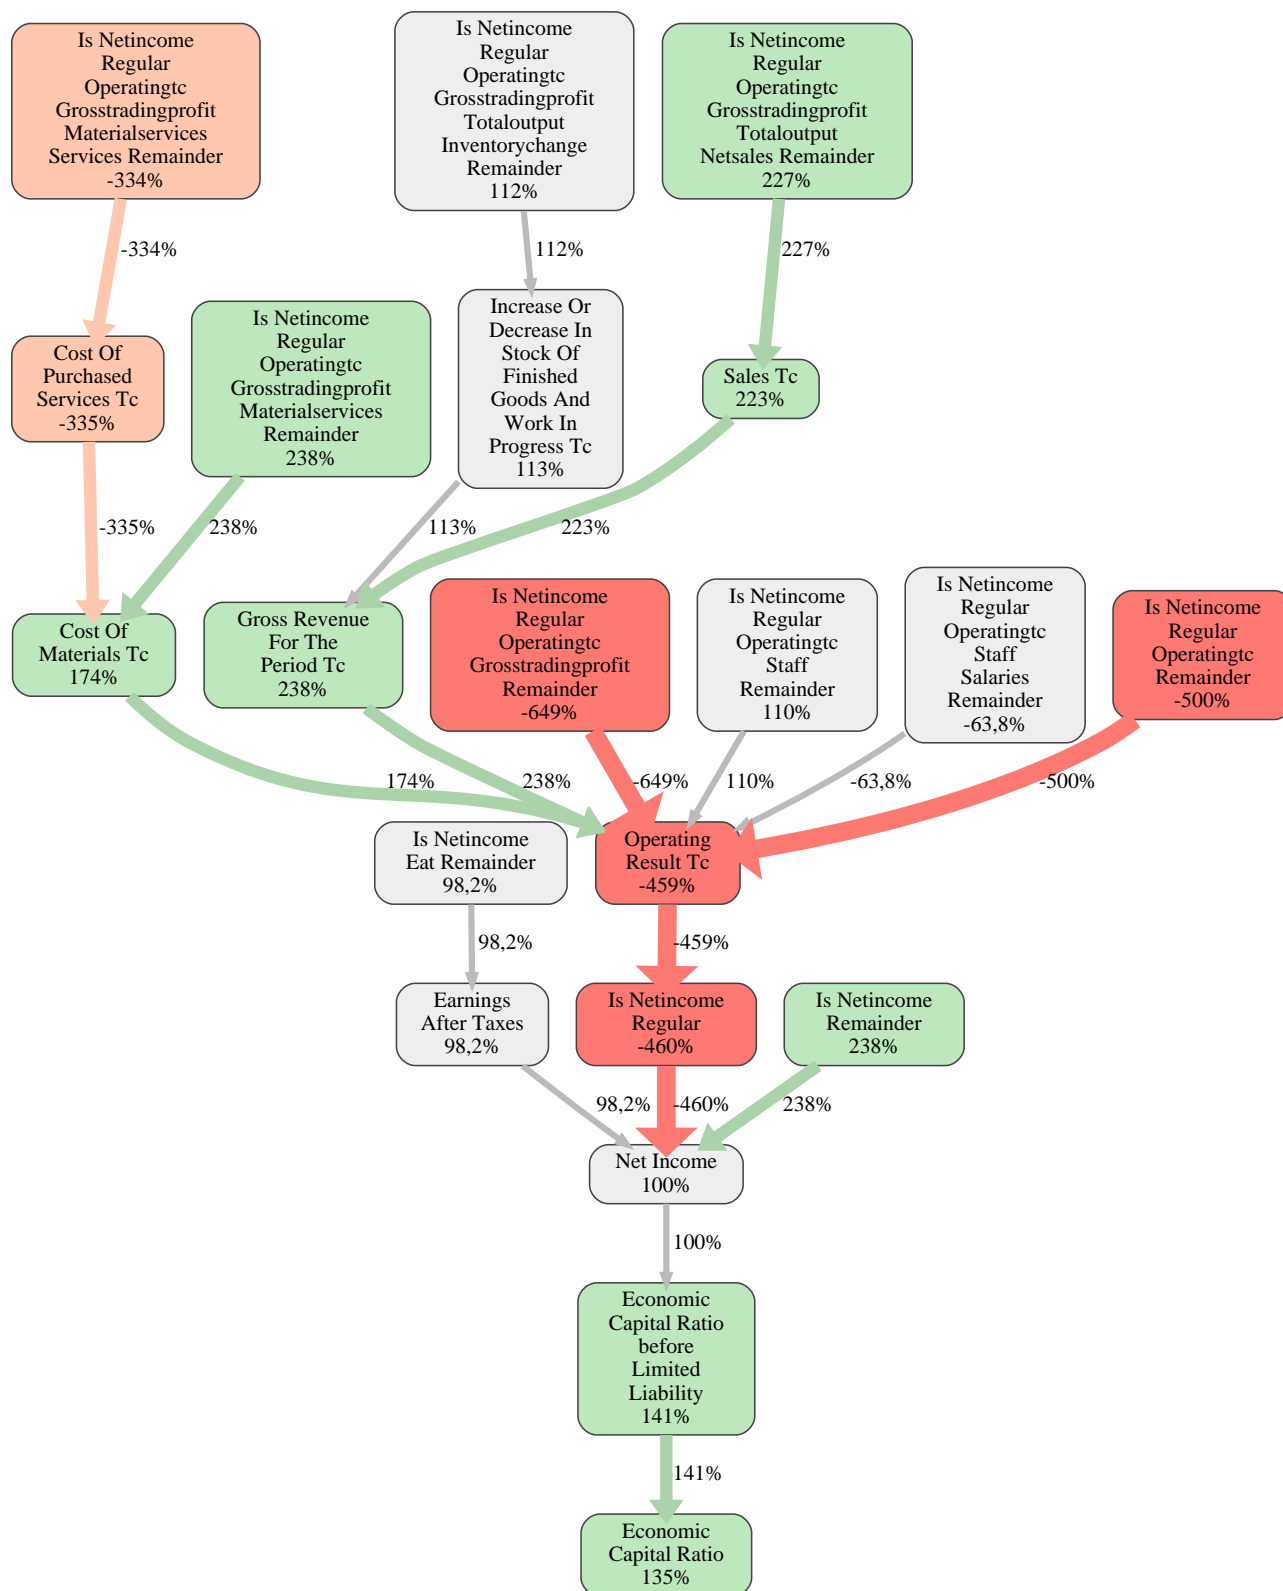 Is Netincome
Regular
Operatingtc
Grosstradingprofit
Materialservices
Services Remainder
-334%
Is Netincome
Regular
Operatingtc
Grosstradingprofit
Totaloutput
Inventorychange
Remainder
112%
Is Netincome
Regular
Operatingtc
Grosstradingprofit
Totaloutput
Netsales Remainder
227%
-334%
112%
227%
Cost Of
Purchased
Services Tc
-335%
Is Netincome
Regular
Operatingtc
Grosstradingprofit
Materialservices
Remainder
238%
Increase Or
Decrease In
Stock Of
Finished
Goods And
Work In
Progress Tc
113%
Sales Tc
223%
-335%
238%
113%
223%
Cost Of
Materials Tc
174%
Gross Revenue
For The
Period Tc
238%
Is Netincome
Regular
Operatingtc
Grosstradingprofit
Remainder
-649%
Is Netincome
Regular
Operatingtc
Staff
Remainder
110%
Is Netincome
Regular
Operatingtc
Staff
Salaries
Remainder
-63,8%
Is Netincome
Regular
Operatingtc
Remainder
-500%
174%
238%
-649%
110%
-63,8%
-500%
Is Netincome
Eat Remainder
98,2%
Operating
Result Tc
-459%
98,2%
-459%
Earnings
After Taxes
98,2%
Is Netincome
Regular
-460%
Is Netincome
Remainder
238%
98,2%
-460%
238%
Net Income
100%
100%
Economic
Capital Ratio
before
Limited
Liability
141%
141%
Economic
Capital Ratio
135%